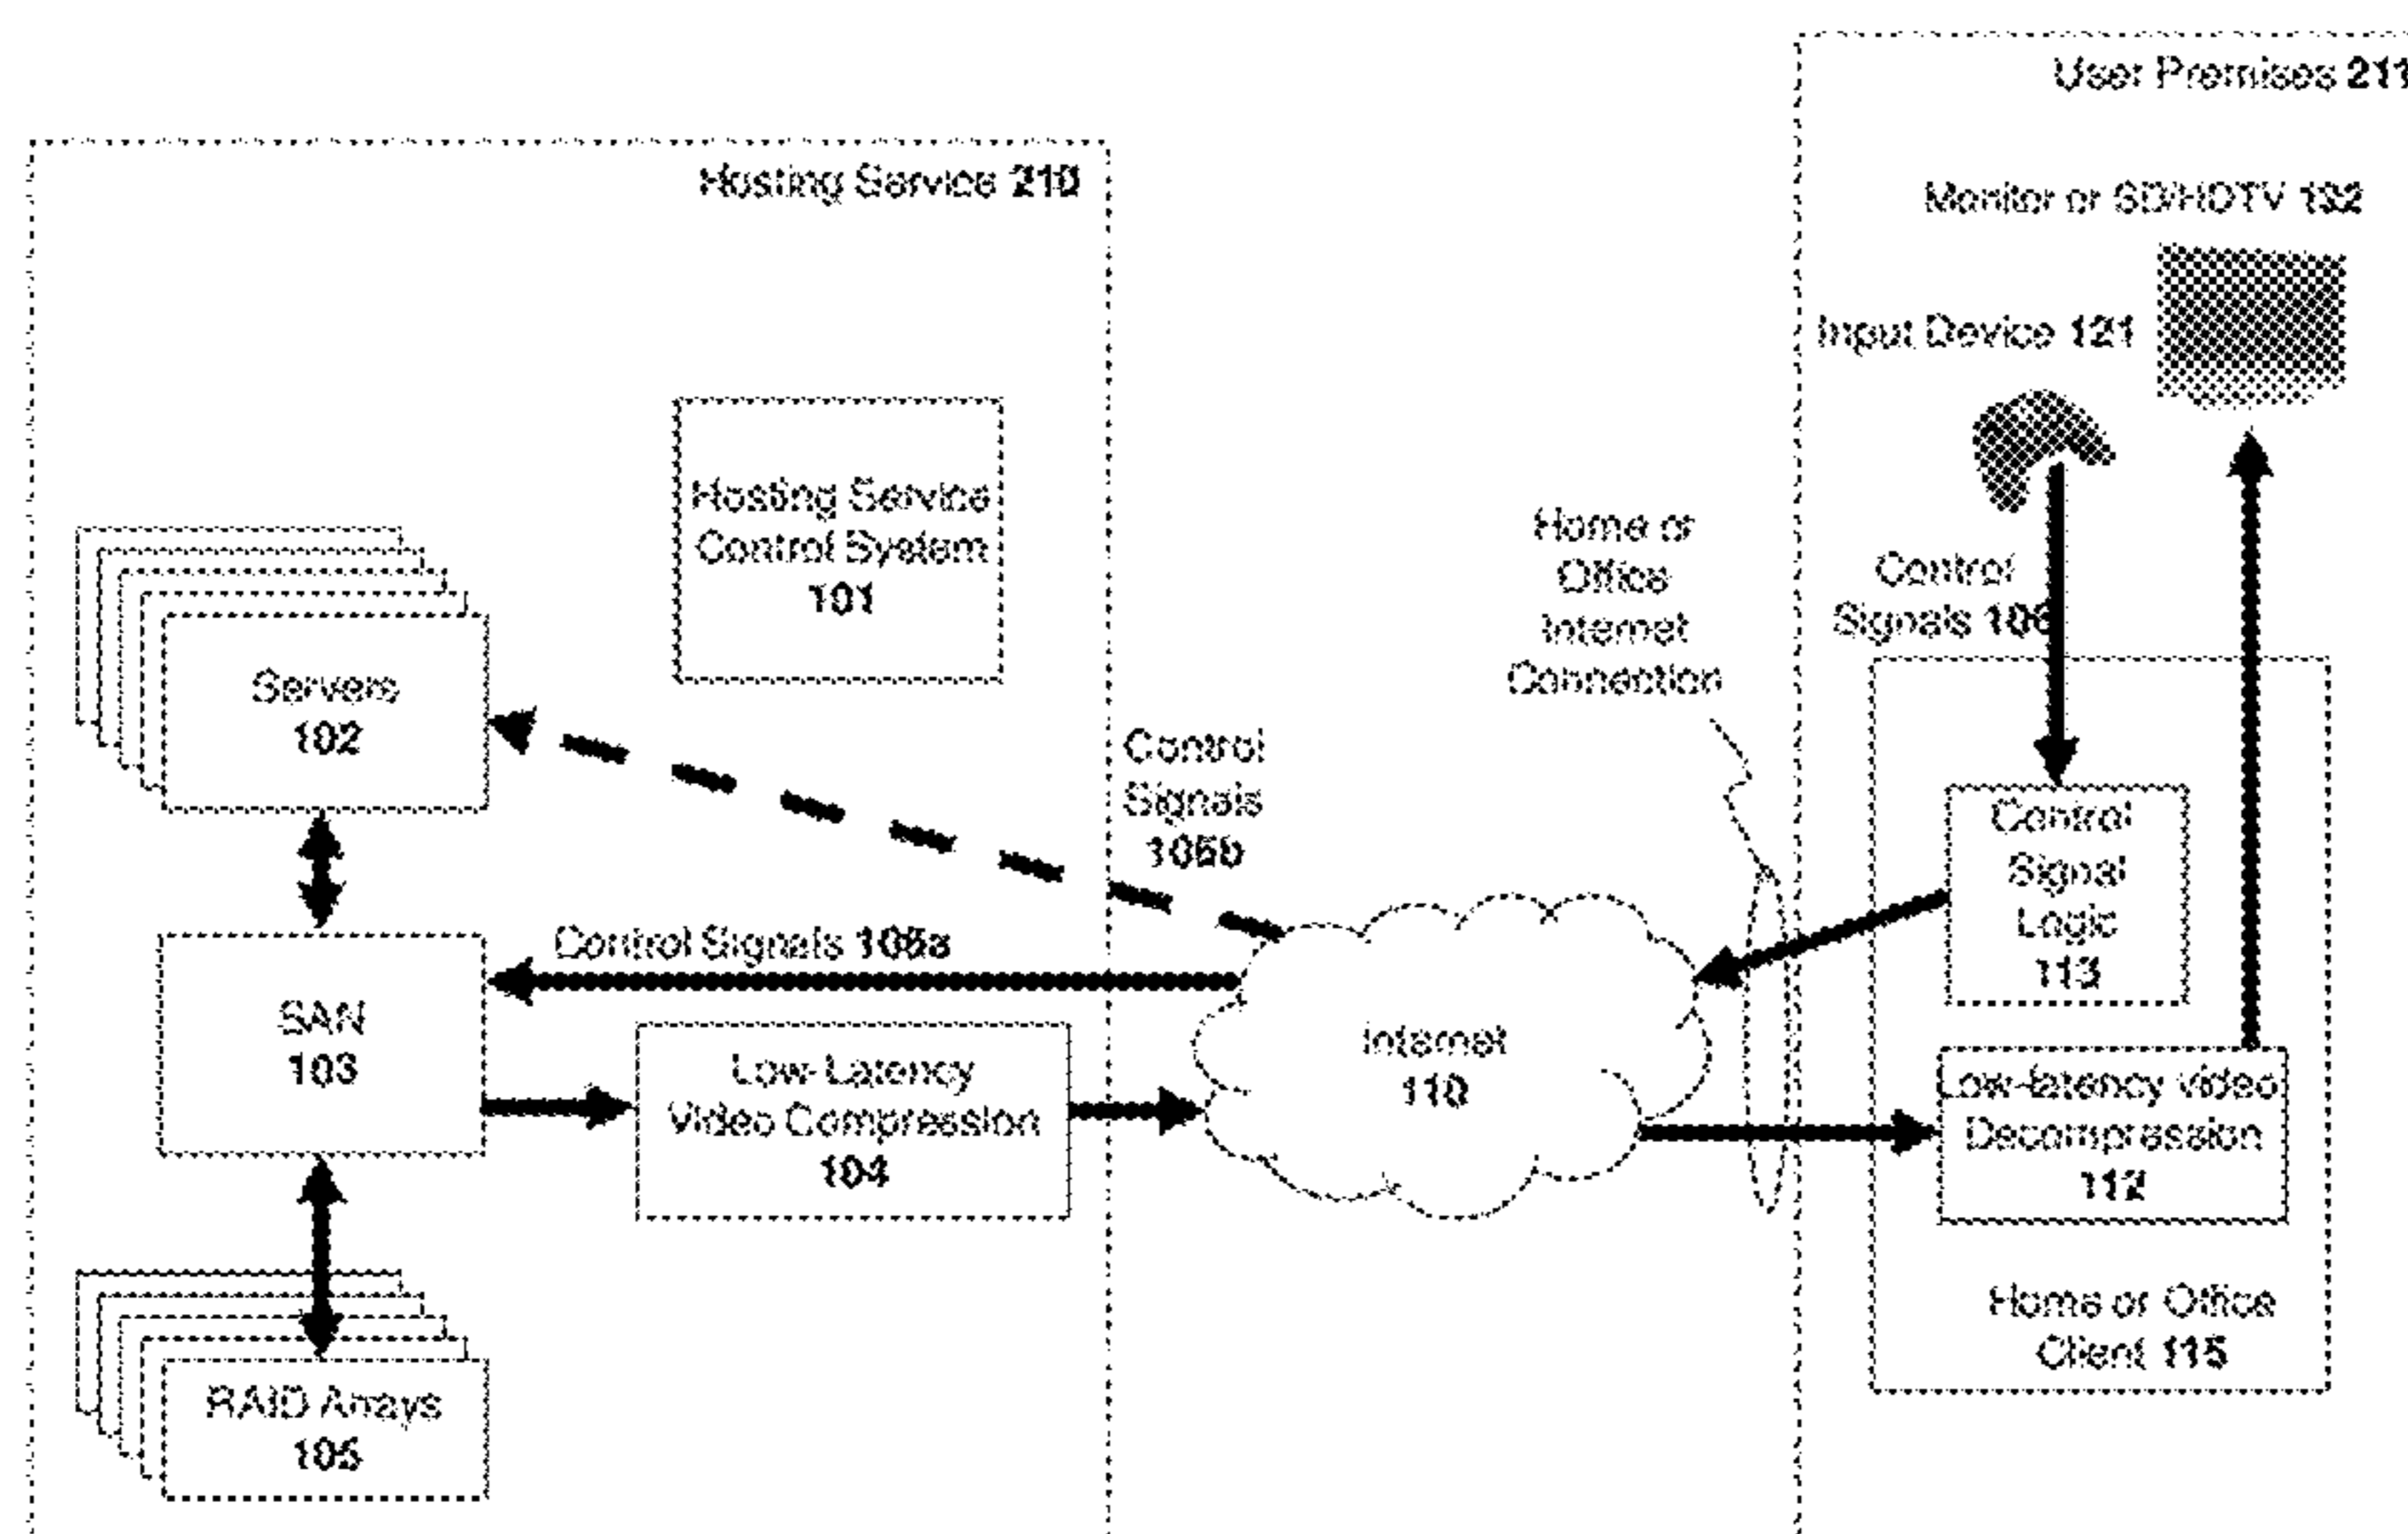 User Premises 211
Hosting Service 210
Monitor or SD/HDTV
Input Device 121
Hosting Service
Control System
101
Home or
Office
Internet
Connection
Control
Signals 106
Servers
102
Control
Signals
106b
Control
Signal
Logic
113
Control Signals 106a
SAN
103
Low-Latency
Video Compression
104
Internet
110
Low-latency video
Decompression
112
Home or Office
Client 115
RAID Arrays
105